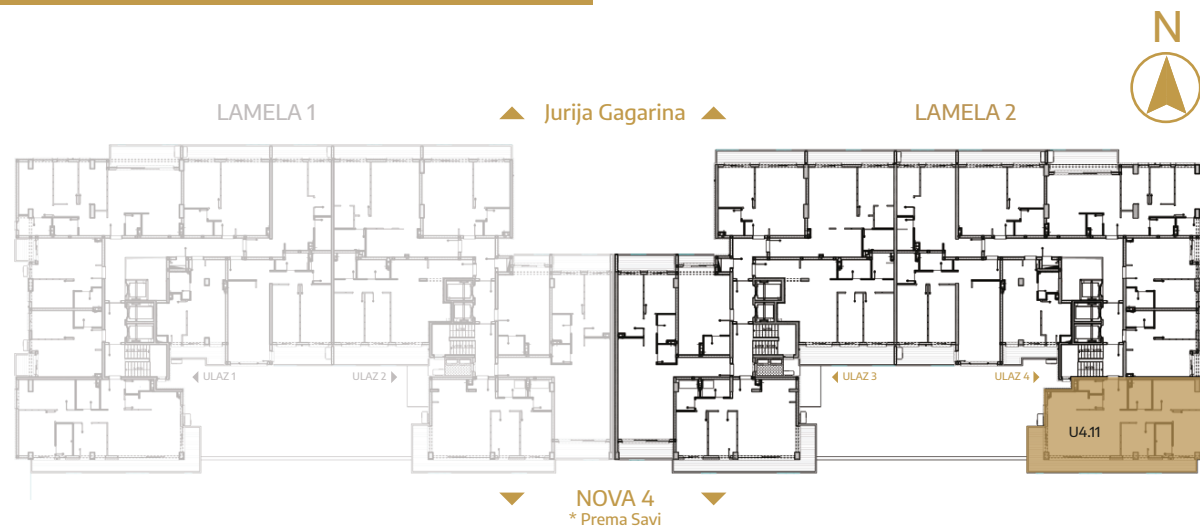 N
LAMELA 1
Jurija Gagarina
LAMELA 2
ULAZ 1
ULAZ 2
ULAZ 3
ULAZ 4
U4.11
NOVA 4
* Prema Savi